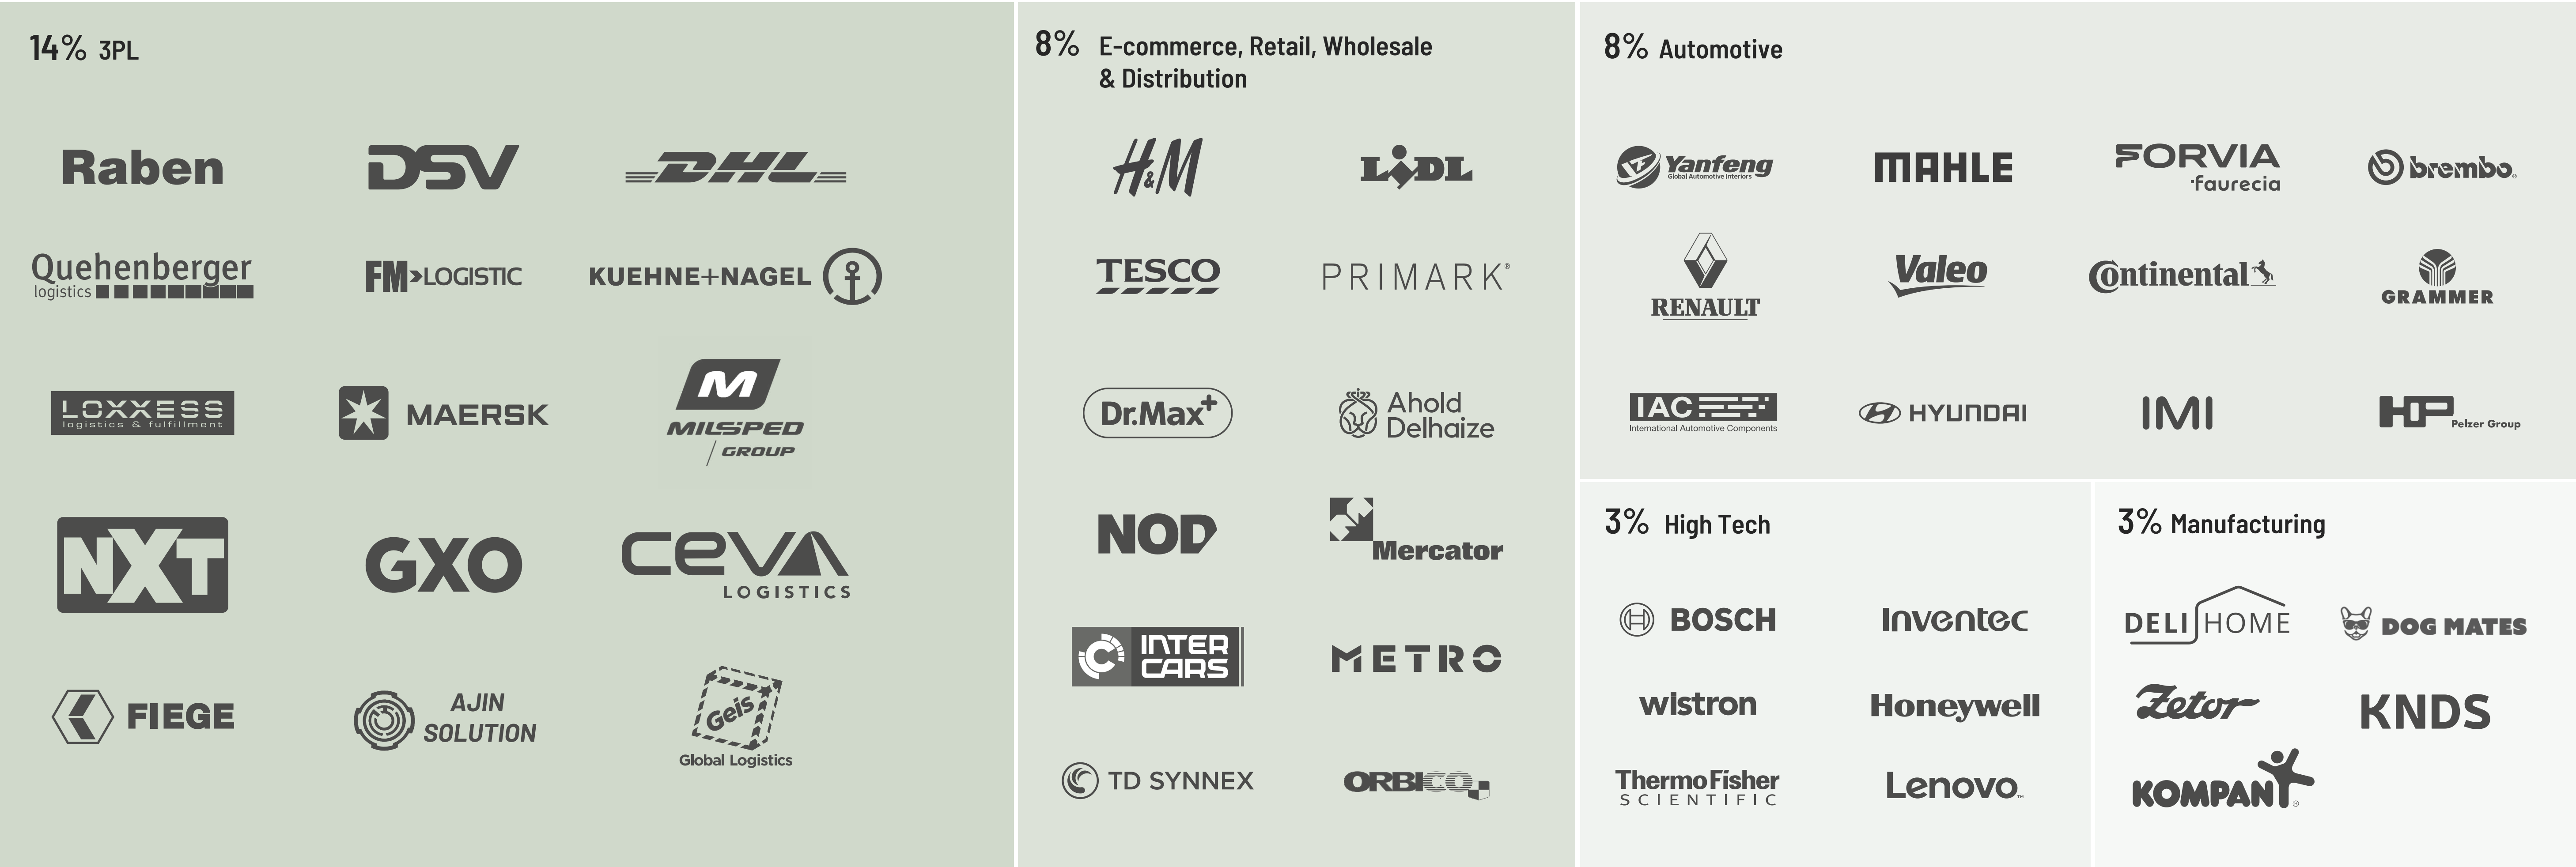 14% 3PL
Raben
DSV
DHL
Quehenberger
logistics
FM LOGISTIC
KUEHNE+NAGEL
LOXXESS
logistics & fulfillment
MAERSK
M
MILSPED
/ GROUP
NXT
GXO
CEVA
LOGISTICS
FIEGE
AJIN
SOLUTION
Geis
Global Logistics
8% E-commerce, Retail, Wholesale
& Distribution
H&M
LIDL
TESCO
PRIMARK®
Dr.Max+
Ahold
Delhaize
NOD
Mercator
INTER
CARS
METRO
TD SYNNEX
ORBICO
8% Automotive
Yanfeng
Global Automotive Interiors
MAHLE
FORVIA
faurecia
brembo®
RENAULT
Valeo
Continental
GRAMMER
IAC
International Automotive Components
HYUNDAI
IMI
HP Pelzer Group
3% High Tech
BOSCH
Inventec
wistron
Honeywell
ThermoFisher
SCIENTIFIC
Lenovo™
3% Manufacturing
DELI HOME
DOG MATES
Zetor
KNDS
KOMPAN®